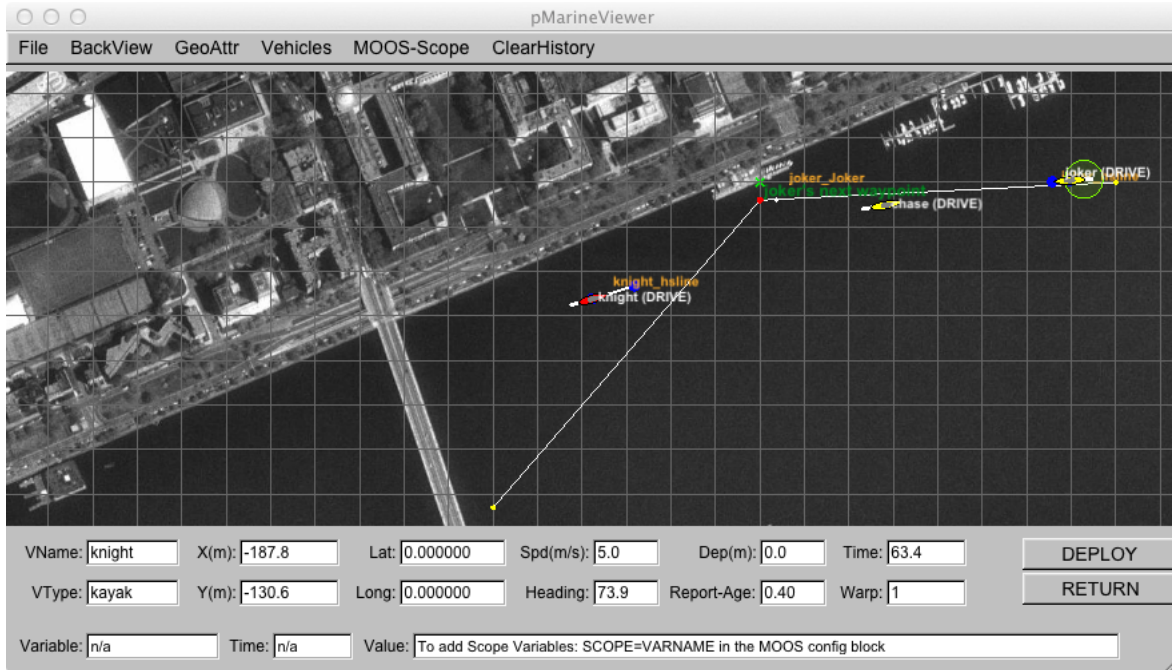 pMarineViewer
File BackView GeoAttr Vehicles MOOS-Scope ClearHistory
joker (DRIVE)
joker_Joker
joker's next waypoint
chase (DRIVE)
knight_hsline
knight (DRIVE)
VName: knight X(m): -187.8 Lat: 0.000000 Spd(m/s): 5.0 Dep(m): 0.0 Time: 63.4 DEPLOY
VType: kayak Y(m): -130.6 Long: 0.000000 Heading: 73.9 Report-Age: 0.40 Warp: 1 RETURN
Variable: n/a Time: n/a Value: To add Scope Variables: SCOPE=VARNAME in the MOOS config block